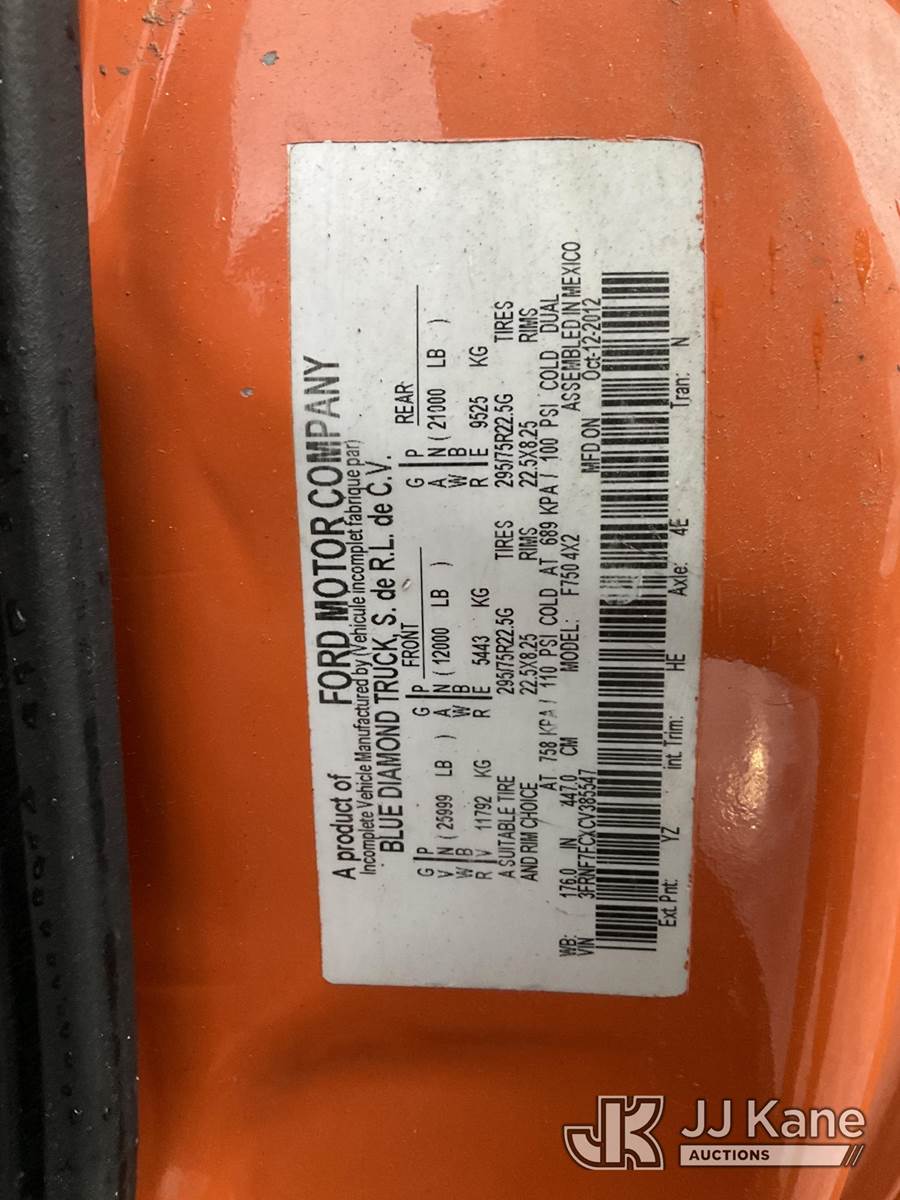 A product of FORD MOTOR COMPANY
Incomplete Vehicle Manufactured by (Vehicule incomplet fabrique par)
BLUE DIAMOND TRUCK, S. de R.L. de C.V.
FRONT REAR
G P G P G P
V N ( 25999 LB ) A N ( 12000 LB ) A N ( 21000 LB )
W B W B W B
R V 11792 KG R E 5443 KG R E 9525 KG
A SUITABLE TIRE 295/75R22.5G TIRES 295/75R22.5G TIRES
AND RIM CHOICE 22.5X8.25 RIMS 22.5X8.25 RIMS
AT 758 KPA / 110 PSI COLD AT 689 KPA / 100 PSI COLD DUAL
WB: 176.0 IN 447.0 CM MODEL: F750 4X2 ASSEMBLED IN MEXICO
VIN 3FRNF7FCXCV385547 MFD ON Oct-12-2012
Ext. Pnt: YZ int. Trim: HE Axle: 4E Tran: N
JK JJ Kane
AUCTIONS